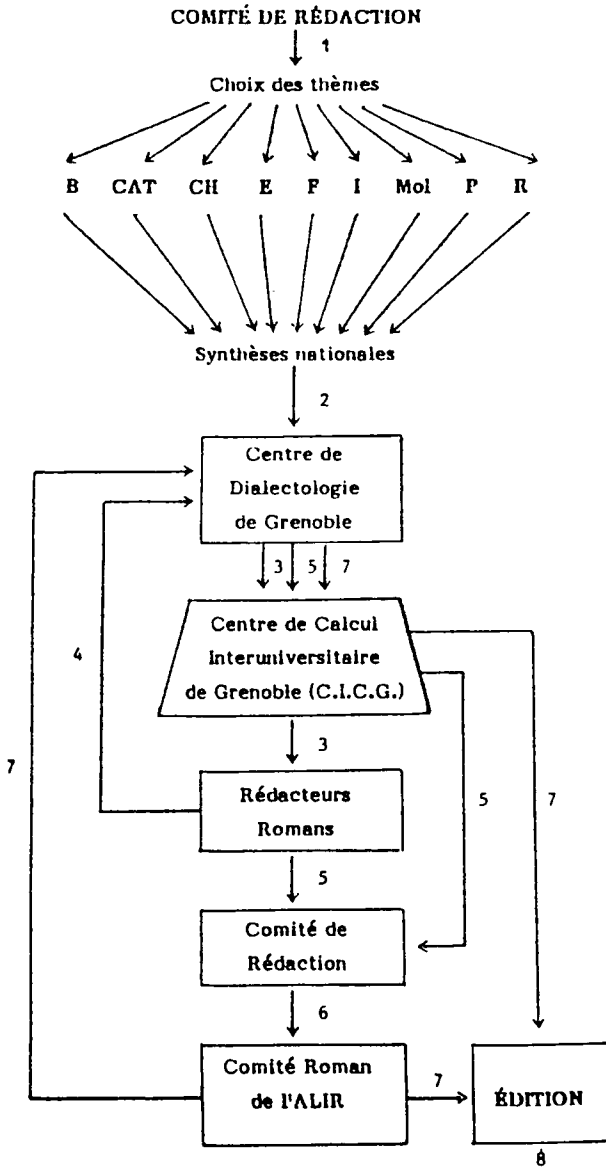 COMITÉ DE RÉDACTION
1
Choix des thèmes
B CAT CH E F I Mol P R
Synthèses nationales
2
Centre de
Dialectologie
de Grenoble
3 5 7
Centre de Calcul
Interuniversitaire
de Grenoble (C.I.C.G.)
4
3
7
Rédacteurs
Romans
5
7
5
Comité de
Rédaction
6
Comité Roman
de l'ALIR
7
ÉDITION
8